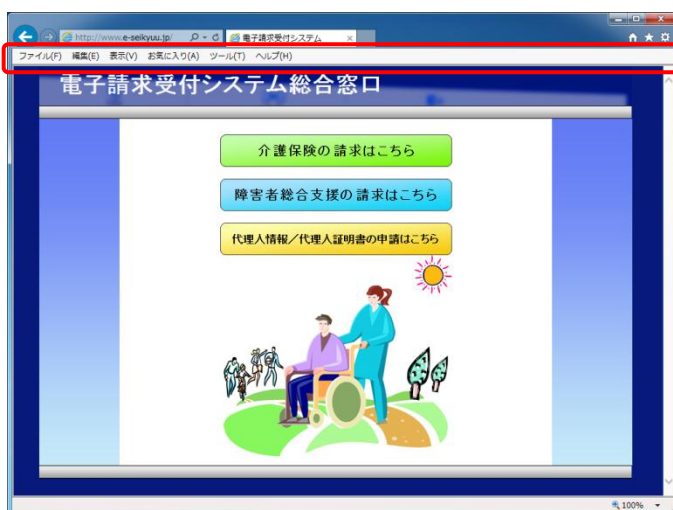 http://www.e-seikyuu.jp/
電子請求受付システム
ファイル(F) 編集(E) 表示(V) お気に入り(A) ツール(T) ヘルプ(H)
電子請求受付システム総合窓口
介護保険の請求はこちら
障害者総合支援の請求はこちら
代理人情報／代理人証明書の申請はこちら
100%